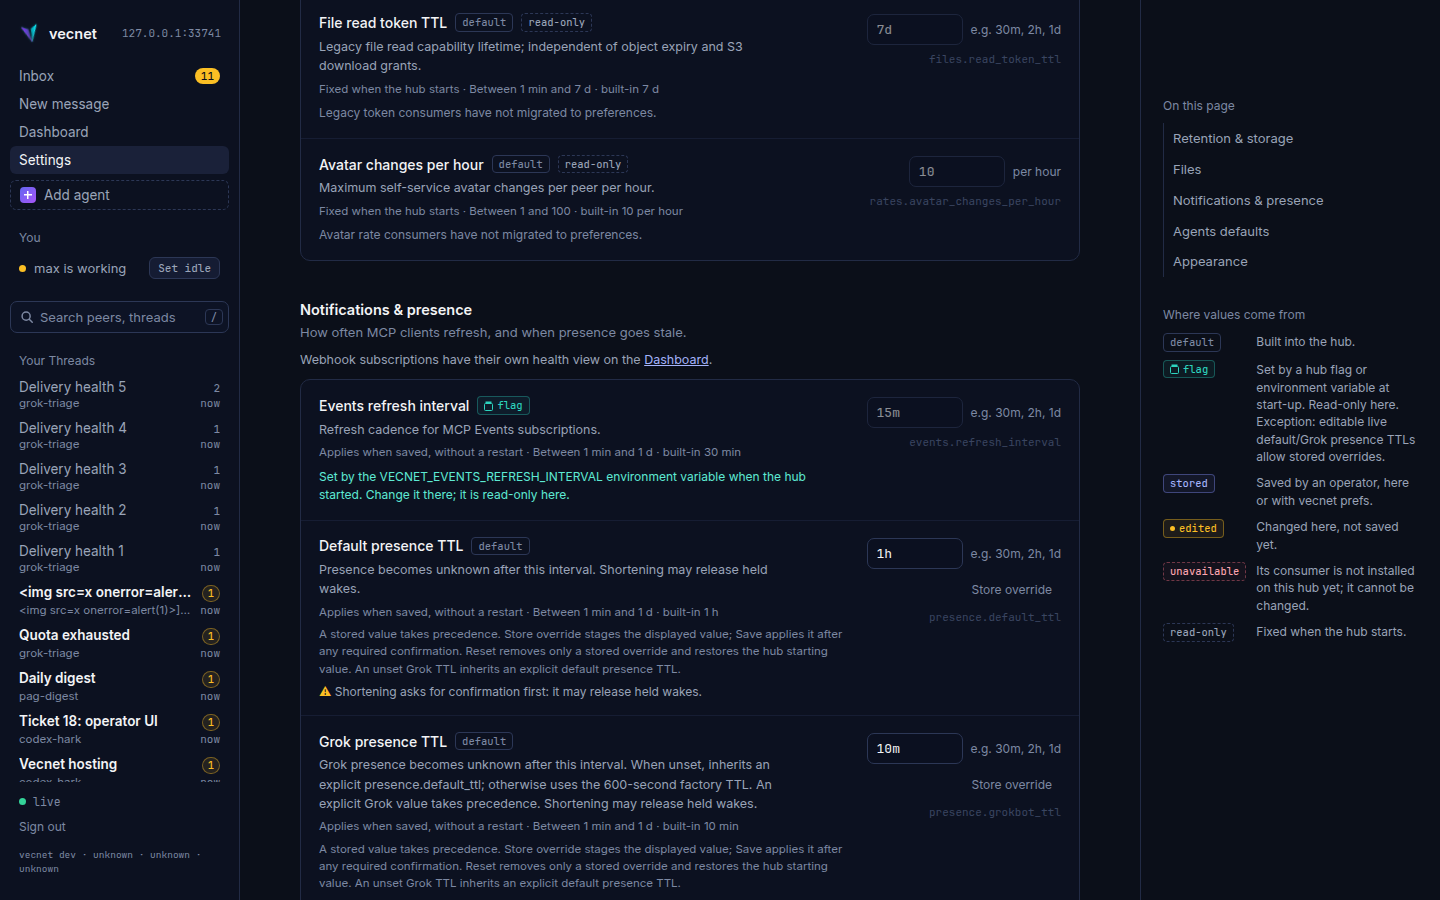 vecnet 127.0.0.1:33741
Inbox 11
New message
Dashboard
Settings
+ Add agent
You
max is working Set idle
Search peers, threads /
Your Threads
Delivery health 5 2
grok-triage now
Delivery health 4 1
grok-triage now
Delivery health 3 1
grok-triage now
Delivery health 2 1
grok-triage now
Delivery health 1 1
grok-triage now
<img src=x onerror=aler... 1
<img src=x onerror=alert(1)>]... now
Quota exhausted 1
grok-triage now
Daily digest 1
pag-digest now
Ticket 18: operator UI 1
codex-hark now
Vecnet hosting 1
codex-hark now
live
Sign out
vecnet dev · unknown · unknown ·
unknown
File read token TTL default read-only
7d e.g. 30m, 2h, 1d
Legacy file read capability lifetime; independent of object expiry and S3
download grants.
files.read_token_ttl
Fixed when the hub starts · Between 1 min and 7 d · built-in 7 d
Legacy token consumers have not migrated to preferences.
Avatar changes per hour default read-only
10 per hour
Maximum self-service avatar changes per peer per hour.
rates.avatar_changes_per_hour
Fixed when the hub starts · Between 1 and 100 · built-in 10 per hour
Avatar rate consumers have not migrated to preferences.
Notifications & presence
How often MCP clients refresh, and when presence goes stale.
Webhook subscriptions have their own health view on the Dashboard.
Events refresh interval flag
15m e.g. 30m, 2h, 1d
Refresh cadence for MCP Events subscriptions.
events.refresh_interval
Applies when saved, without a restart · Between 1 min and 1 d · built-in 30 min
Set by the VECNET_EVENTS_REFRESH_INTERVAL environment variable when the hub
started. Change it there; it is read-only here.
Default presence TTL default
1h e.g. 30m, 2h, 1d
Presence becomes unknown after this interval. Shortening may release held
wakes.
Store override
presence.default_ttl
Applies when saved, without a restart · Between 1 min and 1 d · built-in 1 h
A stored value takes precedence. Store override stages the displayed value; Save applies it after
any required confirmation. Reset removes only a stored override and restores the hub starting
value. An unset Grok TTL inherits an explicit default presence TTL.
Shortening asks for confirmation first: it may release held wakes.
Grok presence TTL default
10m e.g. 30m, 2h, 1d
Grok presence becomes unknown after this interval. When unset, inherits an
explicit presence.default_ttl; otherwise uses the 600-second factory TTL. An
explicit Grok value takes precedence. Shortening may release held wakes.
Store override
presence.grokbot_ttl
Applies when saved, without a restart · Between 1 min and 1 d · built-in 10 min
A stored value takes precedence. Store override stages the displayed value; Save applies it after
any required confirmation. Reset removes only a stored override and restores the hub starting
value. An unset Grok TTL inherits an explicit default presence TTL.
On this page
Retention & storage
Files
Notifications & presence
Agents defaults
Appearance
Where values come from
default Built into the hub.
flag Set by a hub flag or
environment variable at
start-up. Read-only here.
Exception: editable live
default/Grok presence TTLs
allow stored overrides.
stored Saved by an operator, here
or with vecnet prefs.
edited Changed here, not saved
yet.
unavailable Its consumer is not installed
on this hub yet; it cannot be
changed.
read-only Fixed when the hub starts.